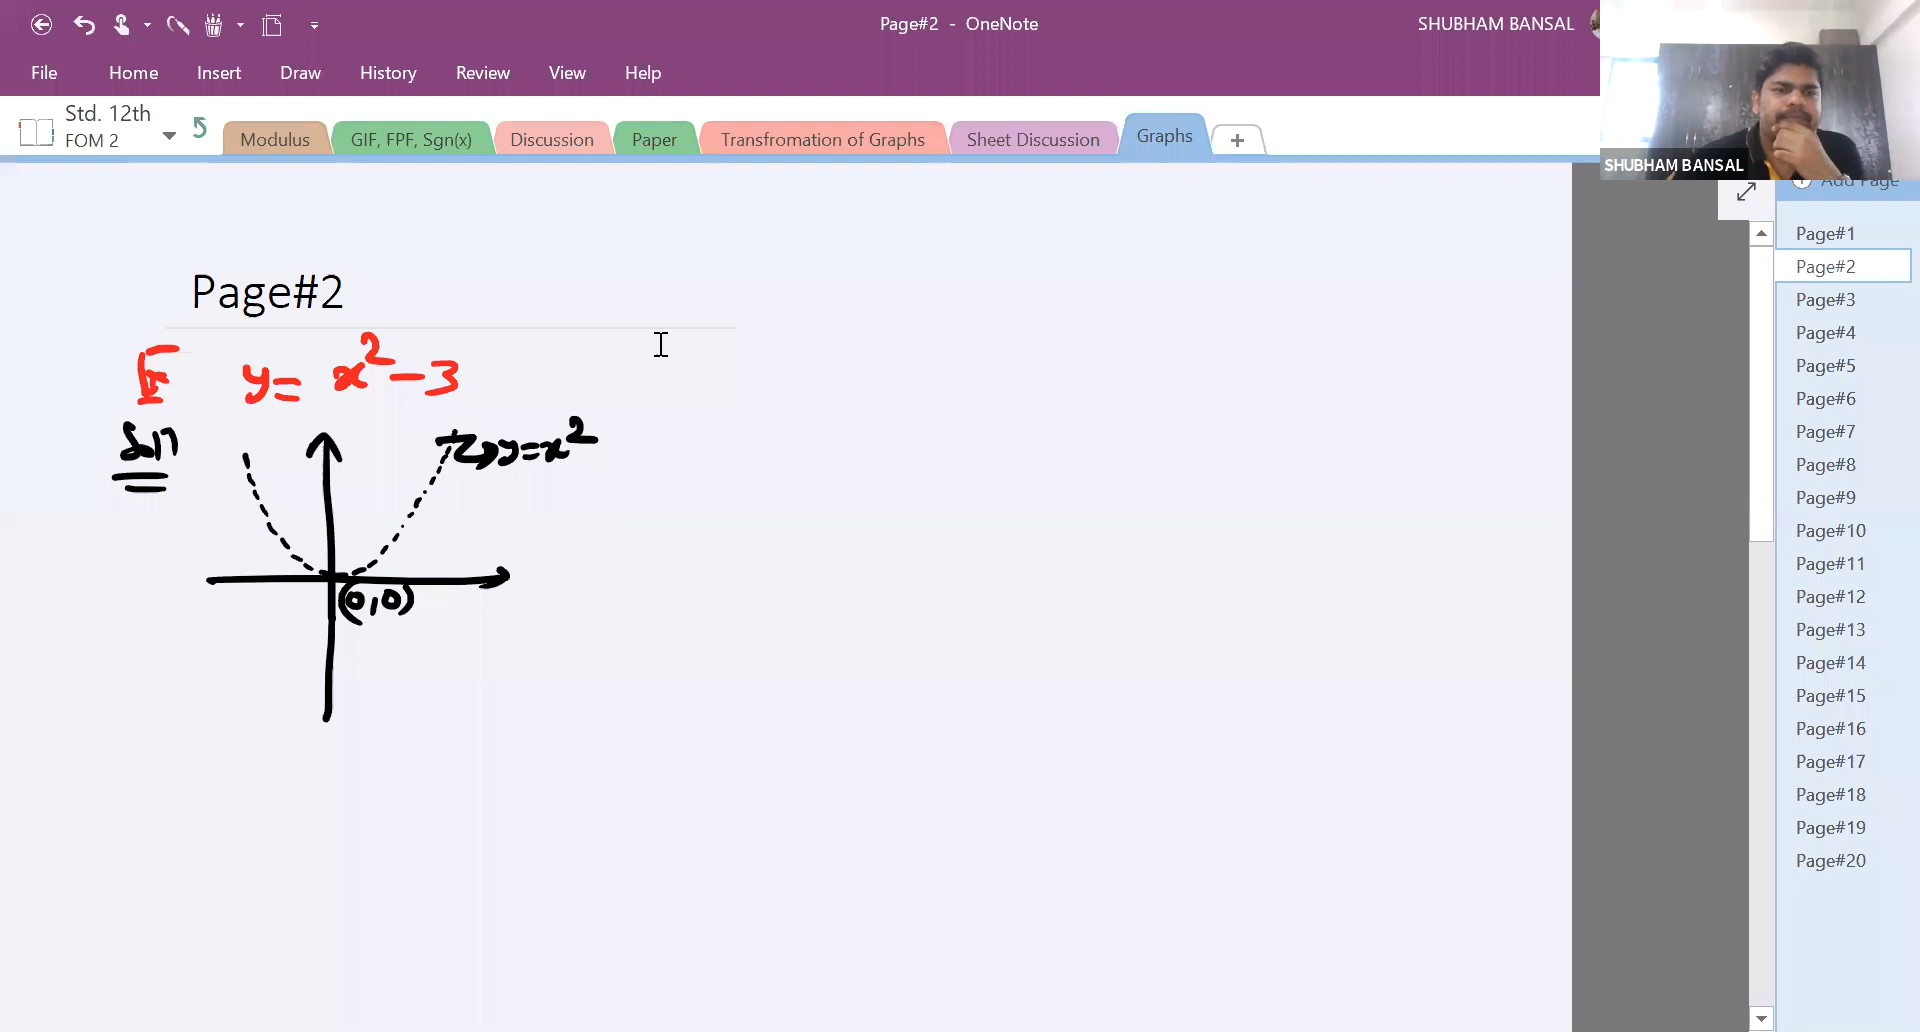 Page#2 - OneNote
SHUBHAM BANSAL
File Home Insert Draw History Review View Help
SHUBHAM BANSAL
Std. 12th
FOM 2
Modulus GIF, FPF, Sgn(x) Discussion Paper Transfromation of Graphs Sheet Discussion Graphs +
Add Page
Page#1
Page#2
Page#3
Page#4
Page#5
Page#6
Page#7
Page#8
Page#9
Page#10
Page#11
Page#12
Page#13
Page#14
Page#15
Page#16
Page#17
Page#18
Page#19
Page#20
Page#2
y = x² - 3
Soln
y = x²
(0,0)